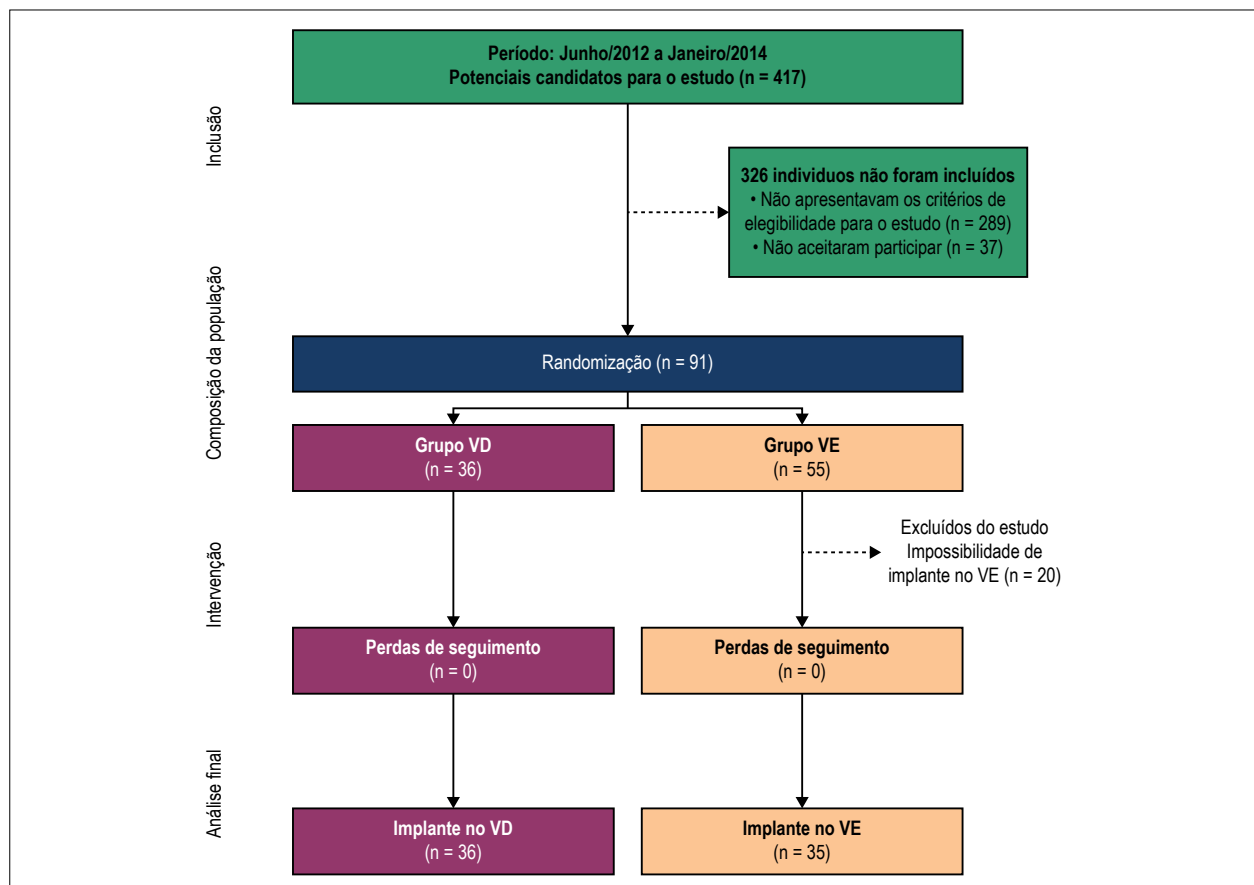 Período: Junho/2012 a Janeiro/2014
Potenciais candidatos para o estudo (n = 417)
Inclusão
326 individuos não foram incluídos
• Não apresentavam os critérios de
elegibilidade para o estudo (n = 289)
• Não aceitaram participar (n = 37)
Composição da população
Randomização (n = 91)
Grupo VD
(n = 36)
Grupo VE
(n = 55)
Intervenção
Excluídos do estudo
Impossibilidade de
implante no VE (n = 20)
Perdas de seguimento
(n = 0)
Perdas de seguimento
(n = 0)
Análise final
Implante no VD
(n = 36)
Implante no VE
(n = 35)